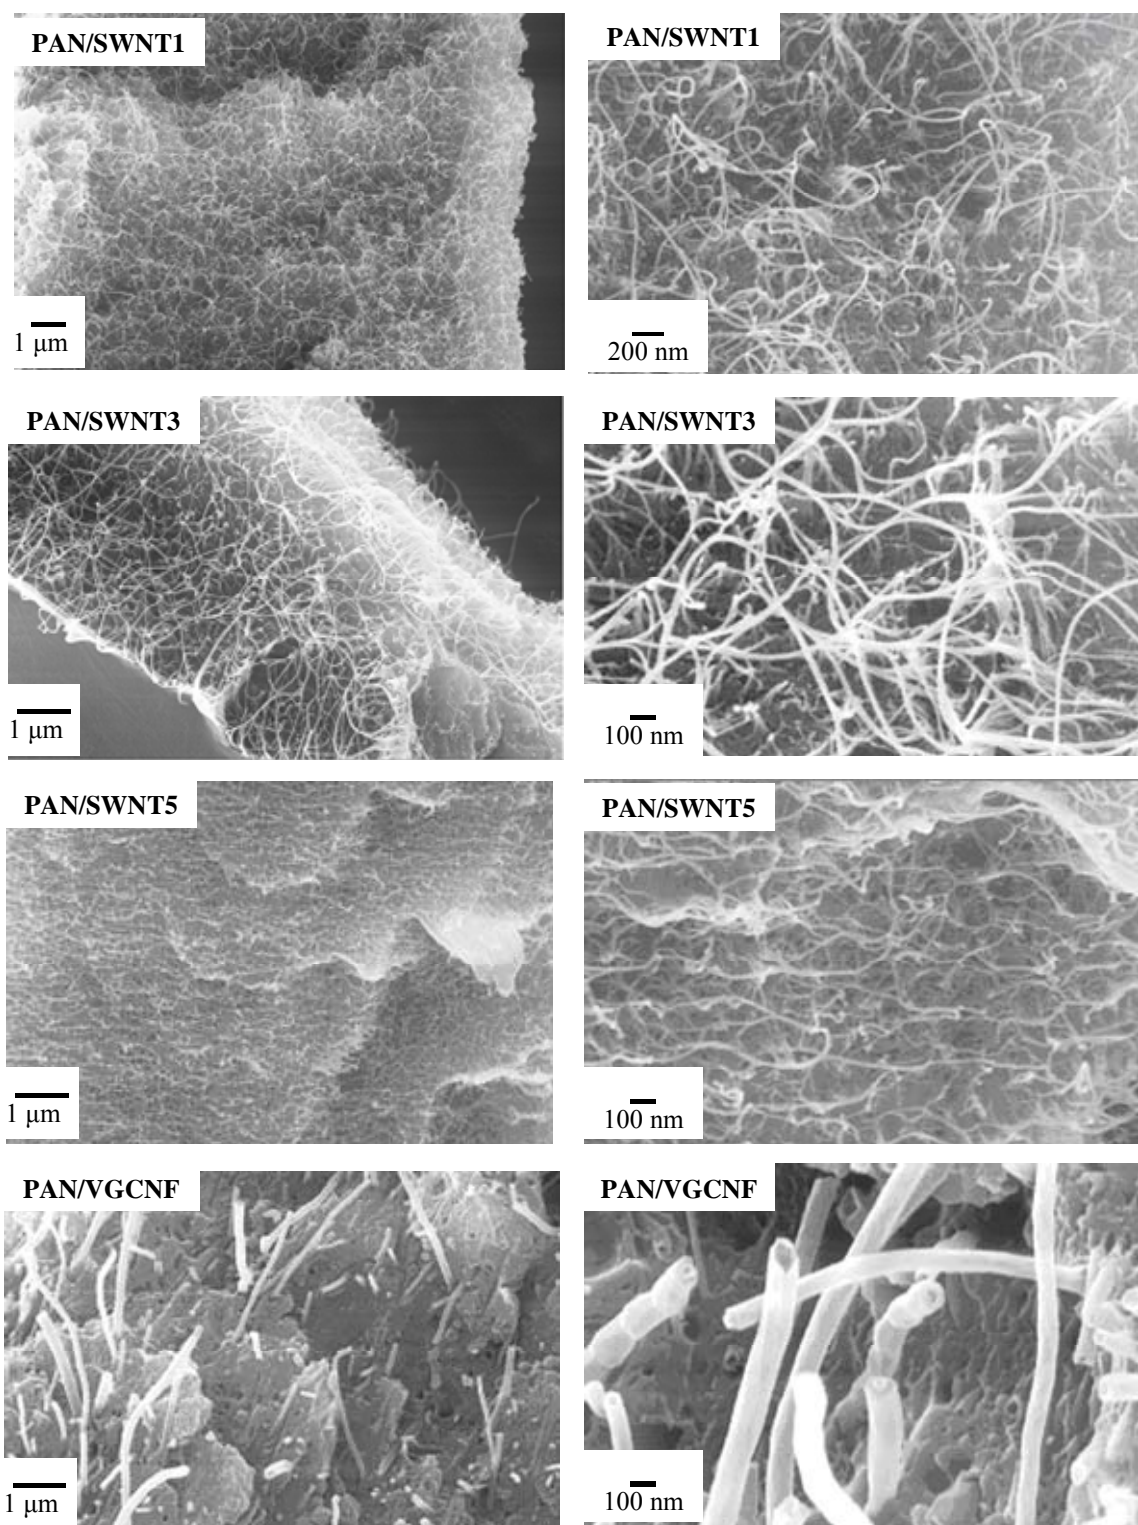 PAN/SWNT1
PAN/SWNT1
1 μm
200 nm
PAN/SWNT3
PAN/SWNT3
1 μm
100 nm
PAN/SWNT5
PAN/SWNT5
1 μm
100 nm
PAN/VGCNF
PAN/VGCNF
1 μm
100 nm